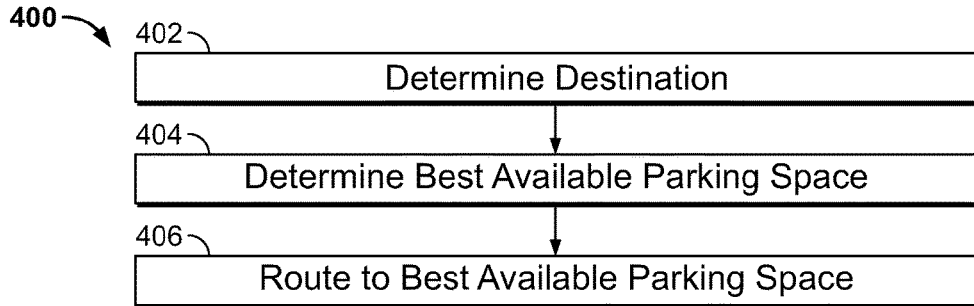 400
402
Determine Destination
404
Determine Best Available Parking Space
406
Route to Best Available Parking Space